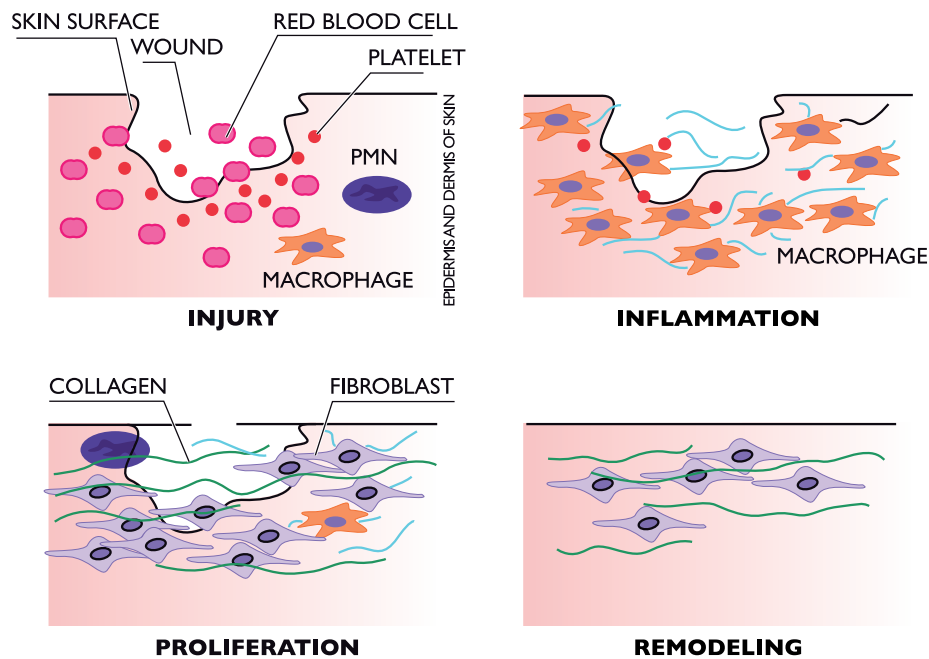 SKIN SURFACE
RED BLOOD CELL
WOUND
PLATELET
PMN
MACROPHAGE
EPIDERMIS AND DERMIS OF SKIN
INJURY
MACROPHAGE
INFLAMMATION
COLLAGEN
FIBROBLAST
PROLIFERATION
REMODELING